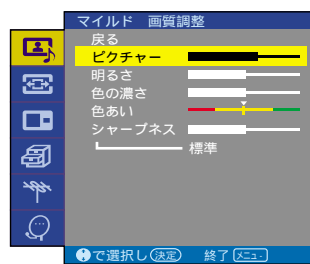 マイルド　画質調整
戻る
ピクチャー
明るさ
色の濃さ
色あい
シャープネス
標準
で選択し 決定　終了 メニュー